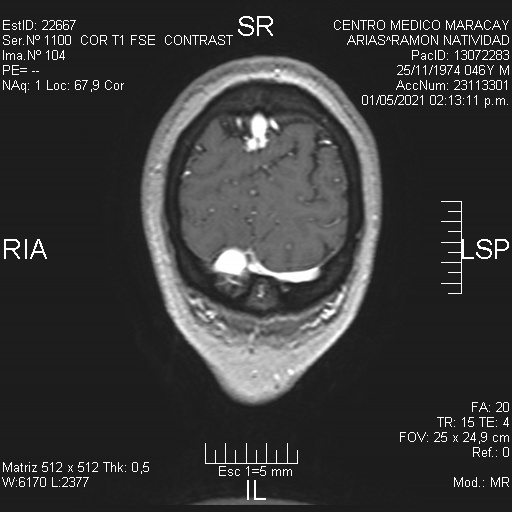 EstID: 22667
Ser.Nº 1100 COR T1 FSE CONTRAST
Ima.Nº 104
PE= --
NAq: 1 Loc: 67,9 Cor
SR
CENTRO MEDICO MARACAY
ARIAS^RAMON NATIVIDAD
PacID: 13072283
25/11/1974 046Y M
AccNum: 23113301
01/05/2021 02:13:11 p.m.
RIA
LSP
FA: 20
TR: 15 TE: 4
FOV: 25 x 24,9 cm
Ref.: 0
Matriz 512 x 512 Thk: 0,5
W:6170 L:2377
Esc 1=5 mm
IL
Mod.: MR